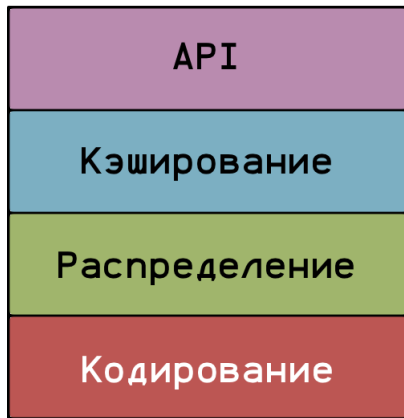 API
Кэширование
Распределение
Кодирование